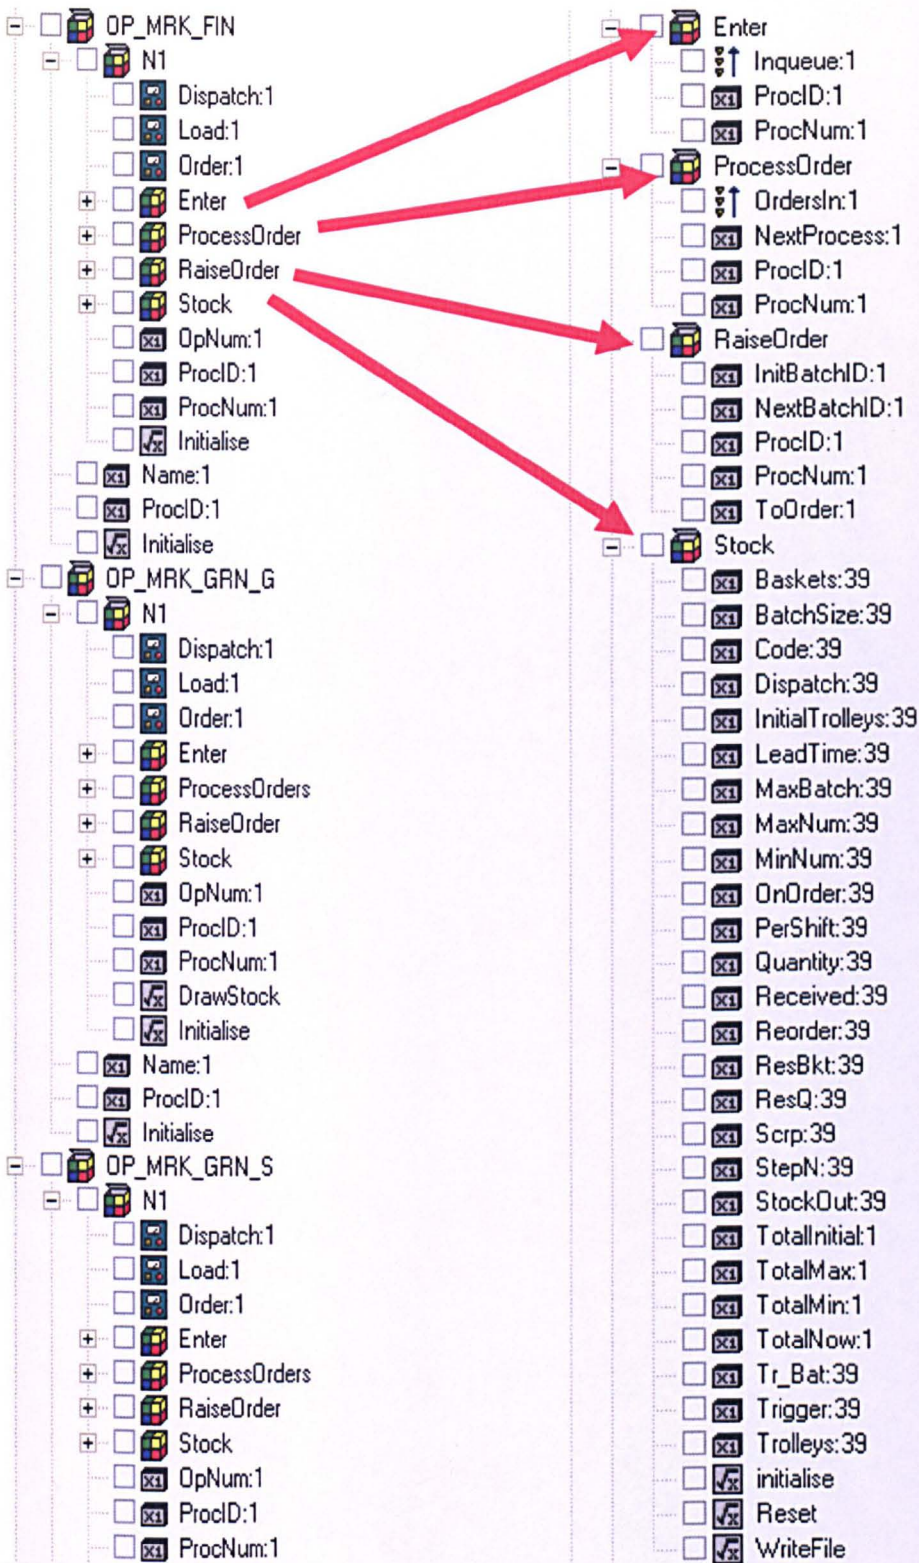 OP_MRK_FIN
N1
Dispatch:1
Load:1
Order:1
Enter
ProcessOrder
RaiseOrder
Stock
OpNum:1
ProcID:1
ProcNum:1
Initialise
Name:1
ProcID:1
Initialise
OP_MRK_GRN_G
N1
Dispatch:1
Load:1
Order:1
Enter
ProcessOrders
RaiseOrder
Stock
OpNum:1
ProcID:1
ProcNum:1
DrawStock
Initialise
Name:1
ProcID:1
Initialise
OP_MRK_GRN_S
N1
Dispatch:1
Load:1
Order:1
Enter
ProcessOrders
RaiseOrder
Stock
OpNum:1
ProcID:1
ProcNum:1
Enter
Inqueue:1
ProcID:1
ProcNum:1
ProcessOrder
OrdersIn:1
NextProcess:1
ProcID:1
ProcNum:1
RaiseOrder
InitBatchID:1
NextBatchID:1
ProcID:1
ProcNum:1
ToOrder:1
Stock
Baskets:39
BatchSize:39
Code:39
Dispatch:39
InitialTrolleys:39
LeadTime:39
MaxBatch:39
MaxNum:39
MinNum:39
OnOrder:39
PerShift:39
Quantity:39
Received:39
Reorder:39
ResBkt:39
ResQ:39
Scrp:39
StepN:39
StockOut:39
TotalInitial:1
TotalMax:1
TotalMin:1
TotalNow:1
Tr_Bat:39
Trigger:39
Trolleys:39
initialise
Reset
WriteFile